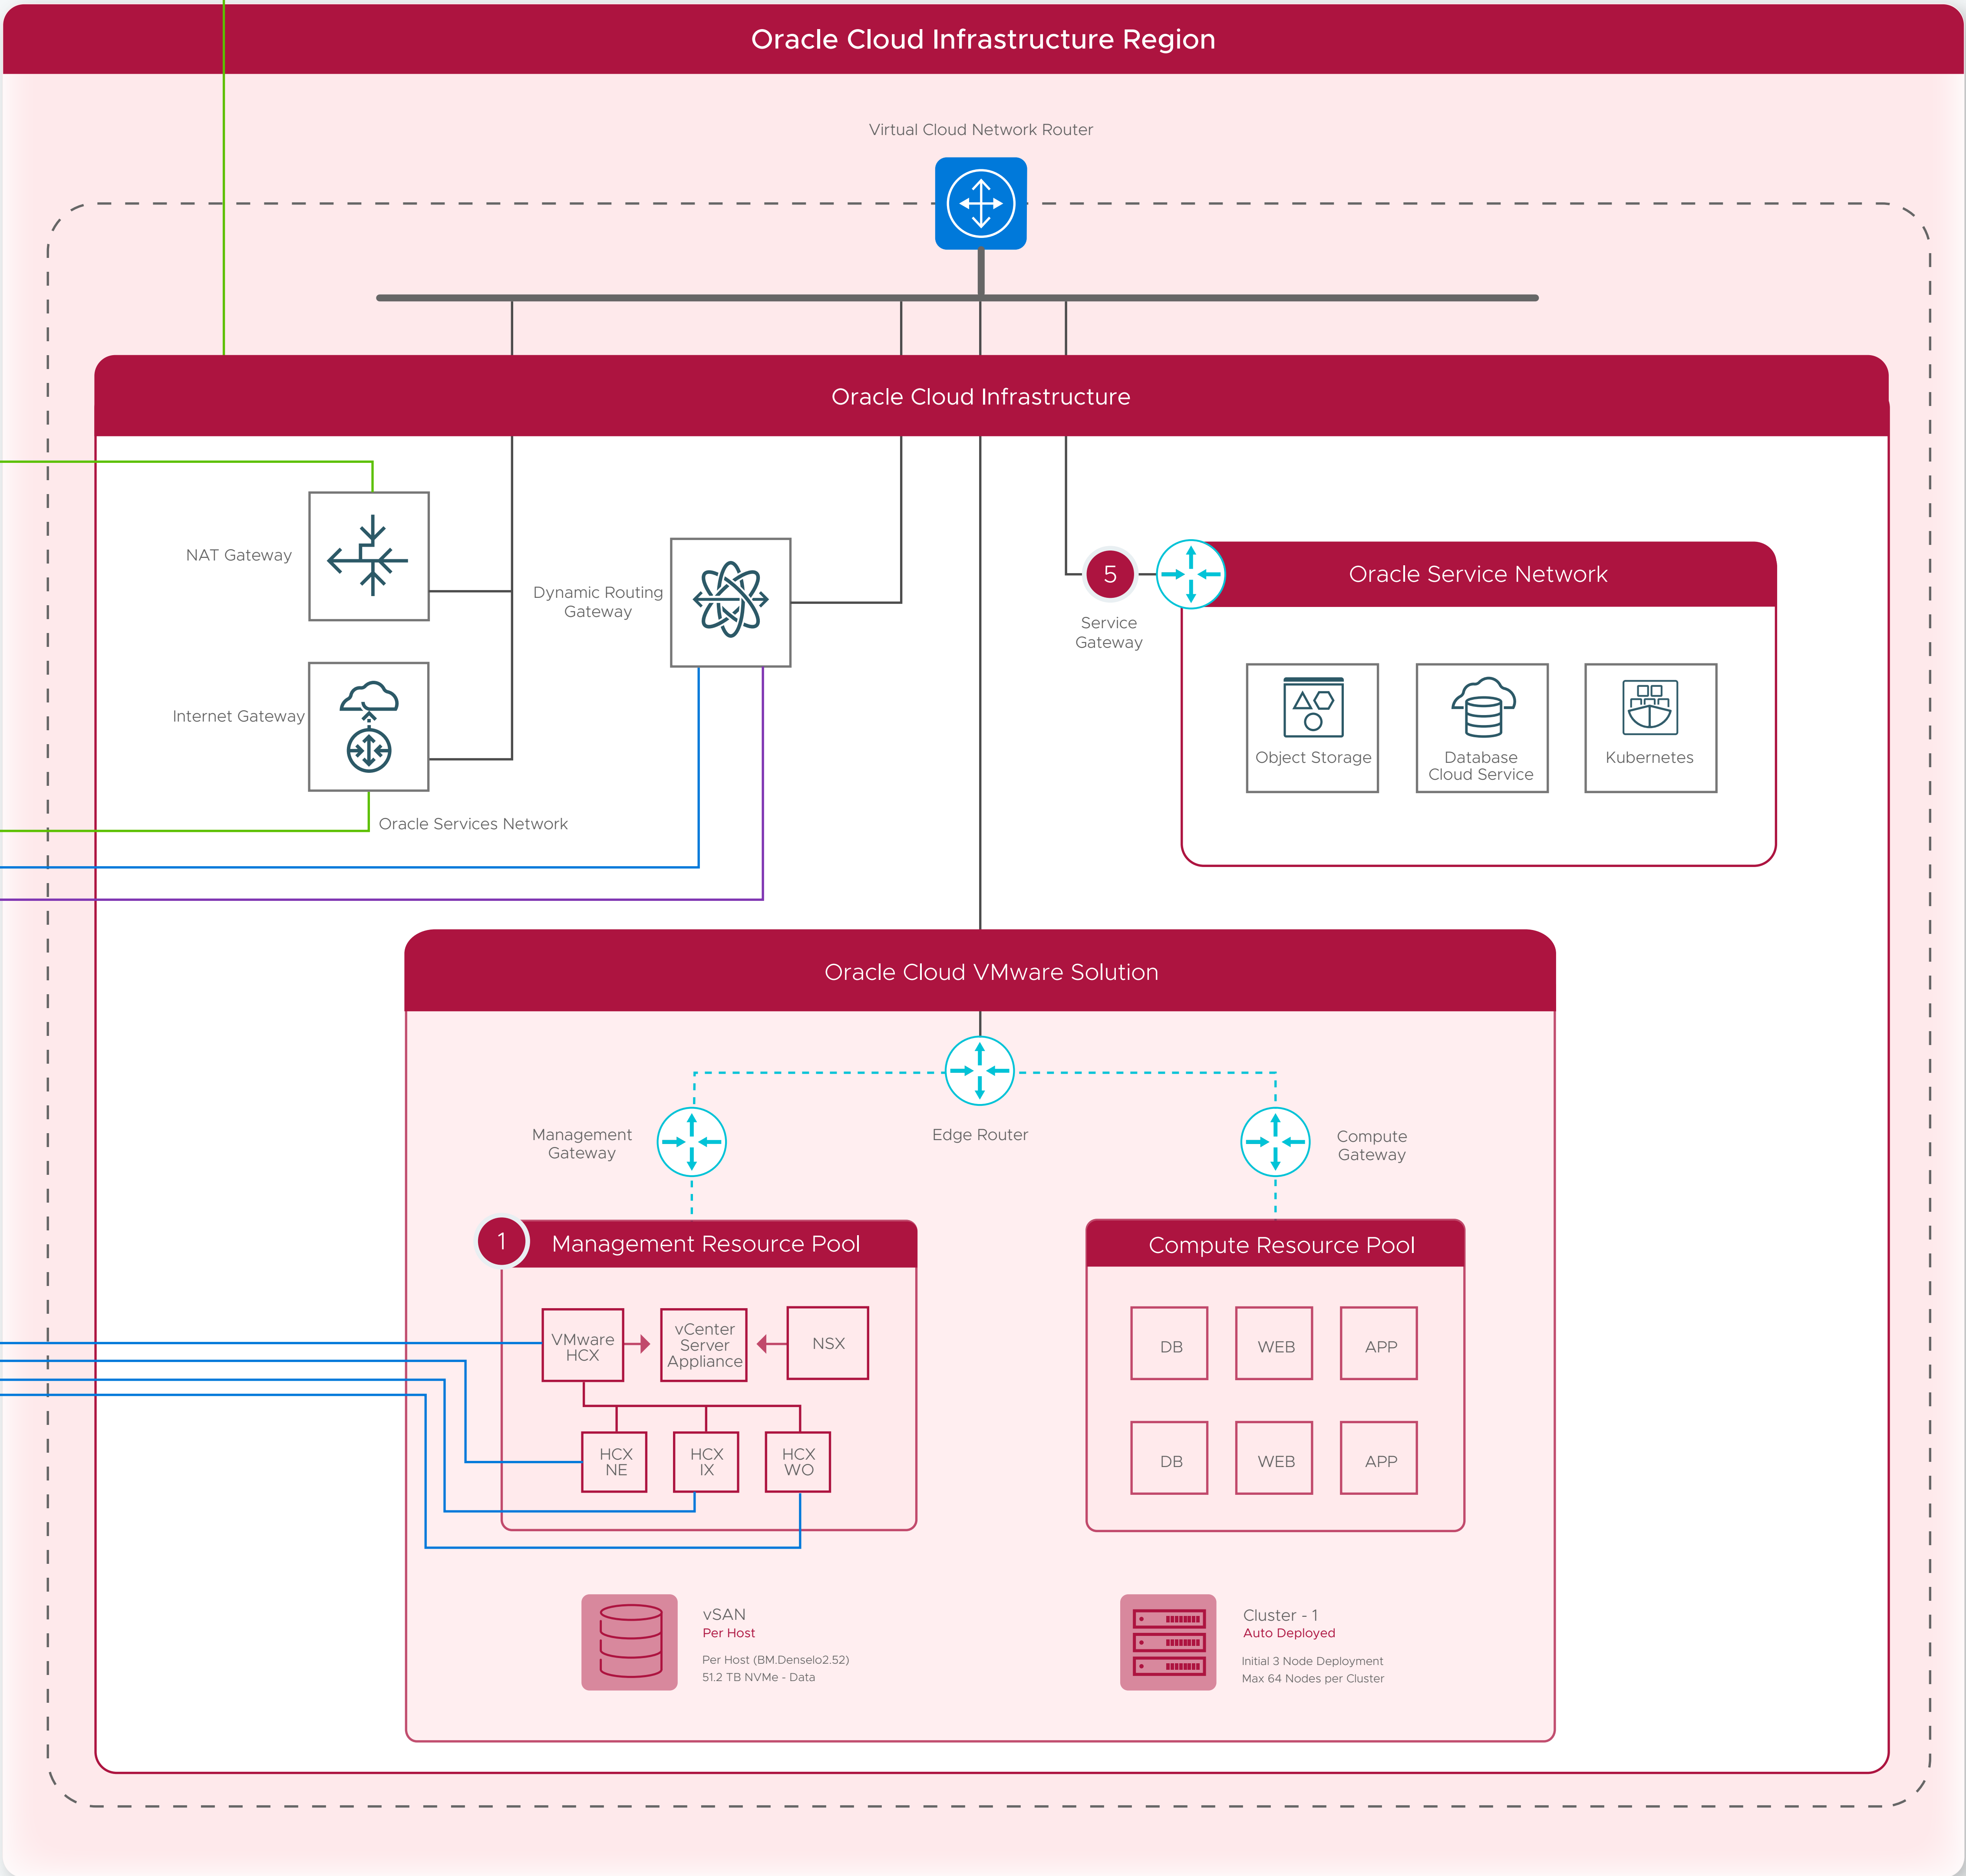 Oracle Cloud Infrastructure Region
Virtual Cloud Network Router
Oracle Cloud Infrastructure
NAT Gateway
Dynamic Routing
Gateway
Internet Gateway
Oracle Services Network
5
Service
Gateway
Oracle Service Network
Object Storage
Database
Cloud Service
Kubernetes
Oracle Cloud VMware Solution
Management
Gateway
Edge Router
Compute
Gateway
1
Management Resource Pool
VMware
HCX
vCenter
Server
Appliance
NSX
HCX
NE
HCX
IX
HCX
WO
Compute Resource Pool
DB
WEB
APP
DB
WEB
APP
vSAN
Per Host
Per Host (BM.Denselo2.52)
51.2 TB NVMe - Data
Cluster - 1
Auto Deployed
Initial 3 Node Deployment
Max 64 Nodes per Cluster